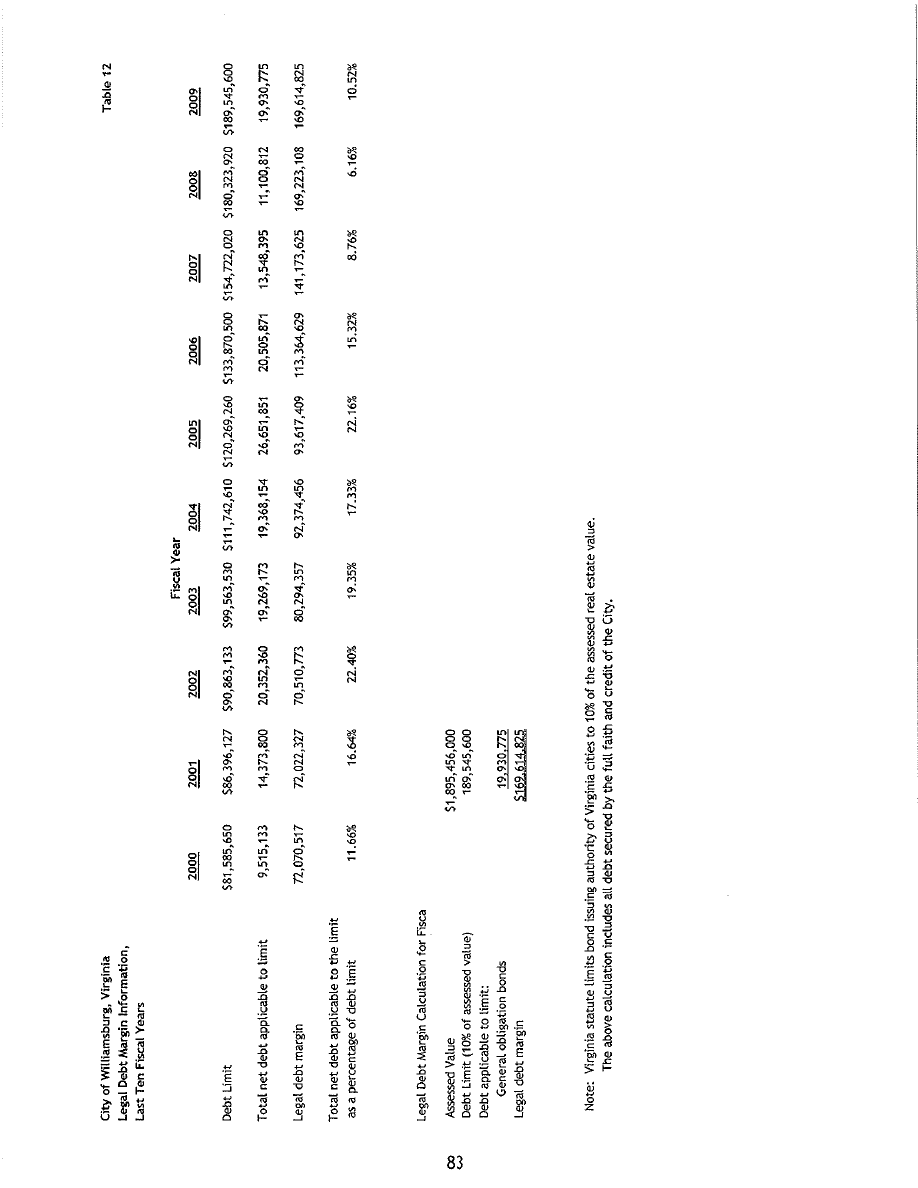 City of Williamsburg, Virginia Table 12
Legal Debt Margin Information,
Last Ten Fiscal Years
Fiscal Year
2000 2001 2002 2003 2004 2005 2006 2007 2008 2009
Debt Limit $81,585,650 $86,396,127 $90,863,133 $99,563,530 $111,742,610 $120,269,260 $133,870,500 $154,722,020 $180,323,920 $189,545,600
Total net debt applicable to limit 9,515,133 14,373,800 20,352,360 19,269,173 19,368,154 26,651,851 20,505,871 13,548,395 11,100,812 19,930,775
Legal debt margin 72,070,517 72,022,327 70,510,773 80,294,357 92,374,456 93,617,409 113,364,629 141,173,625 169,223,108 169,614,825
Total net debt applicable to the limit
as a percentage of debt limit 11.66% 16.64% 22.40% 19.35% 17.33% 22.16% 15.32% 8.76% 6.16% 10.52%
Legal Debt Margin Calculation for Fisca
Assessed Value $1,895,456,000
Debt Limit (10% of assessed value) 189,545,600
Debt applicable to limit:
General obligation bonds 19,930,775
Legal debt margin $169,614,825
Note: Virginia statute limits bond issuing authority of Virginia cities to 10% of the assessed real estate value.
The above calculation includes all debt secured by the full faith and credit of the City.
83